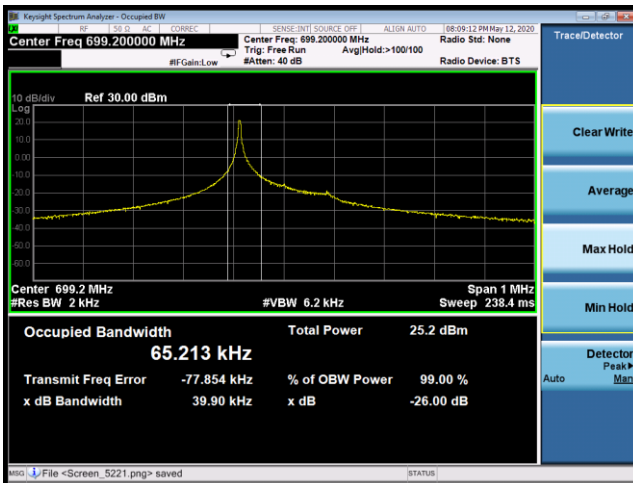 Keysight Spectrum Analyzer - Occupied BW
RF 50 Ω AC CORREC SENSE:INT SOURCE OFF ALIGN AUTO 08:09:12 PM May 12, 2020
Center Freq 699.200000 MHz
Center Freq: 699.200000 MHz
Radio Std: None
Trig: Free Run Avg|Hold:>100/100
#IFGain:Low
#Atten: 40 dB
Radio Device: BTS
10 dB/div Ref 30.00 dBm
Log
20.0
10.0
0.00
-10.0
-20.0
-30.0
-40.0
-50.0
-60.0
Center 699.2 MHz Span 1 MHz
#Res BW 2 kHz #VBW 6.2 kHz Sweep 238.4 ms
Occupied Bandwidth Total Power 25.2 dBm
65.213 kHz
Transmit Freq Error -77.854 kHz % of OBW Power 99.00 %
x dB Bandwidth 39.90 kHz x dB -26.00 dB
MSG File <Screen_5221.png> saved STATUS
Trace/Detector
Clear Write
Average
Max Hold
Min Hold
Detector
Peak▶
Auto Man